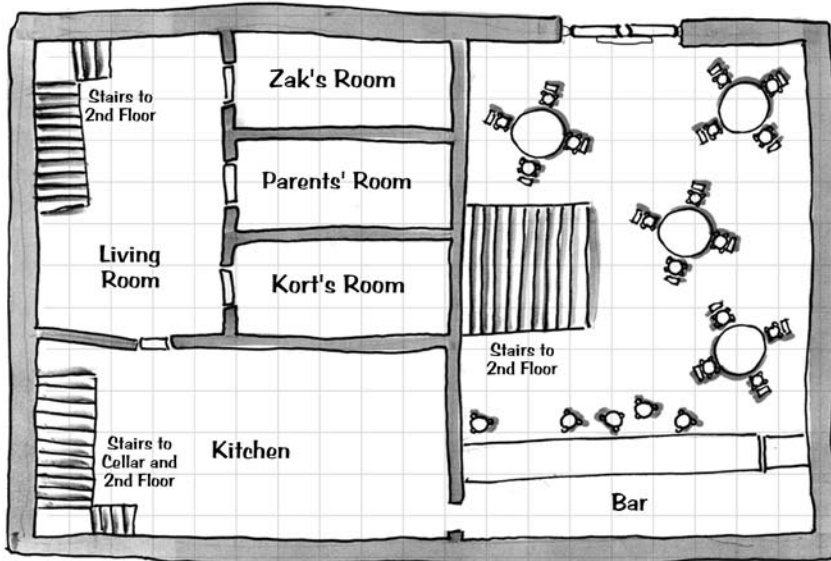 Zak's Room
Stairs to
2nd Floor
Parents' Room
Living
Room
Kort's Room
Stairs to
2nd Floor
Stairs to
Cellar and
2nd Floor
Kitchen
Bar